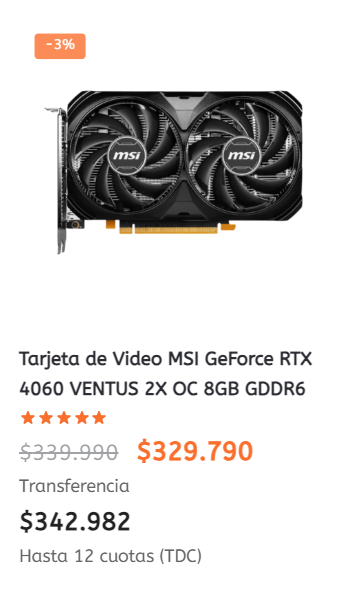 -3%
msi msi
Tarjeta de Video MSI GeForce RTX
4060 VENTUS 2X OC 8GB GDDR6
$339.990 $329.790
Transferencia
$342.982
Hasta 12 cuotas (TDC)